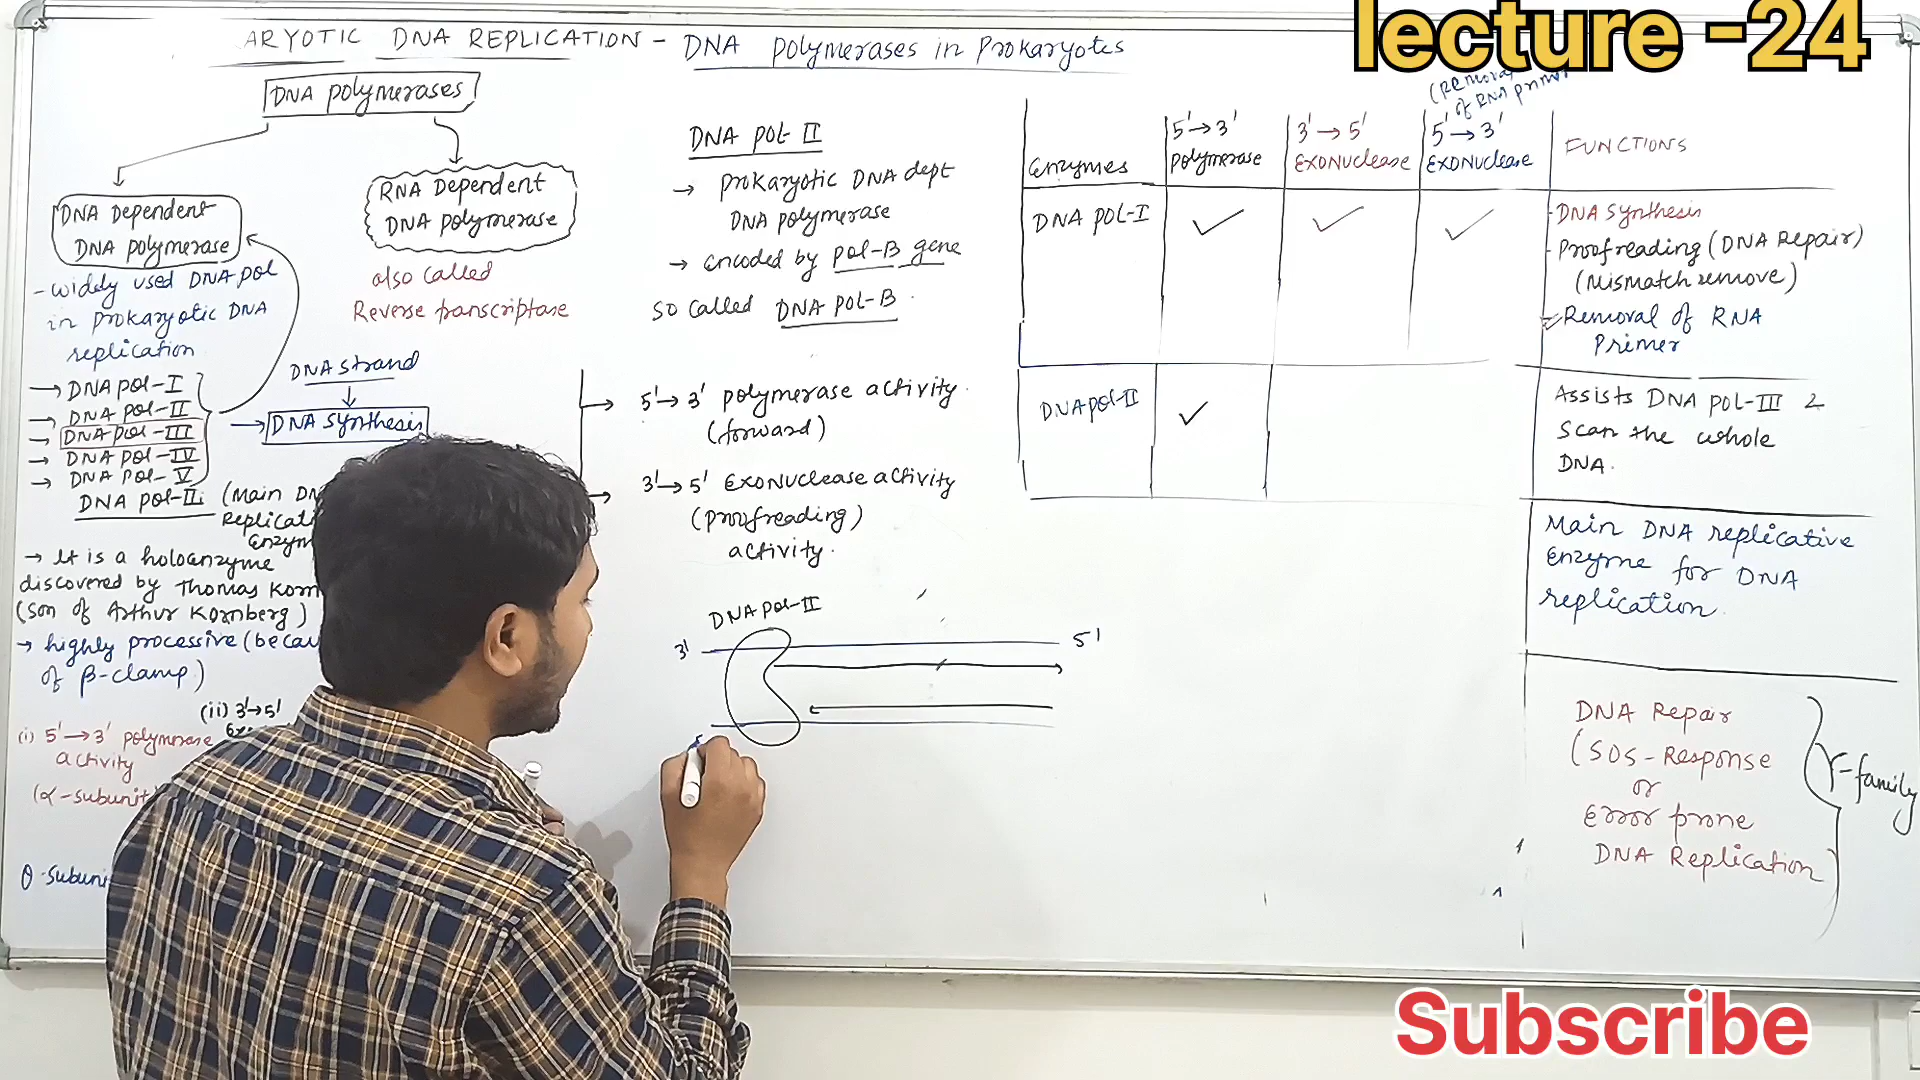 lecture -24
ARYOTIC DNA REPLICATION - DNA polymerases in Prokaryotes
DNA polymerases
DNA Dependent
DNA polymerase
- widely used DNA pol
in prokaryotic DNA
replication
→ DNA pol-I
→ DNA pol-II
→ DNA pol-III
→ DNA pol-IV
→ DNA pol-V
RNA Dependent
DNA polymerase
also called
Reverse transcriptase
DNA strand
→ DNA synthesis
DNA pol-III (Main DN
Replicati
Enzym
→ It is a holoenzyme
discovered by Thomas Korn
(son of Arthur Kornberg)
→ highly processive (becau
of β-clamp)
(i) 5'→3' polymerase
activity
(α-subunit
(ii) 3'→5'
θ-subuni
DNA pol II
→ prokaryotic DNA dept
DNA polymerase
→ encoded by pol-B gene
so called DNA pol-B.
5'→3' polymerase activity.
(forward)
3'→5' Exonuclease activity
(proofreading)
activity.
DNA pol-II
3' 5'
Enzymes
5'→3'
polymerase
3'→5'
Exonuclease
(Removal
of RNA primer
5'→3'
Exonuclease
FUNCTIONS
DNA pol-I ✓ ✓ ✓
- DNA synthesis
- Proofreading (DNA Repair)
(Mismatch remove)
- Removal of RNA
Primer
DNA pol-II ✓
Assists DNA pol-III &
scan the whole
DNA.
Main DNA replicative
Enzyme for DNA
replication.
DNA Repair
(SOS-Response
or
Error prone
DNA Replication)
Y-family
Subscribe